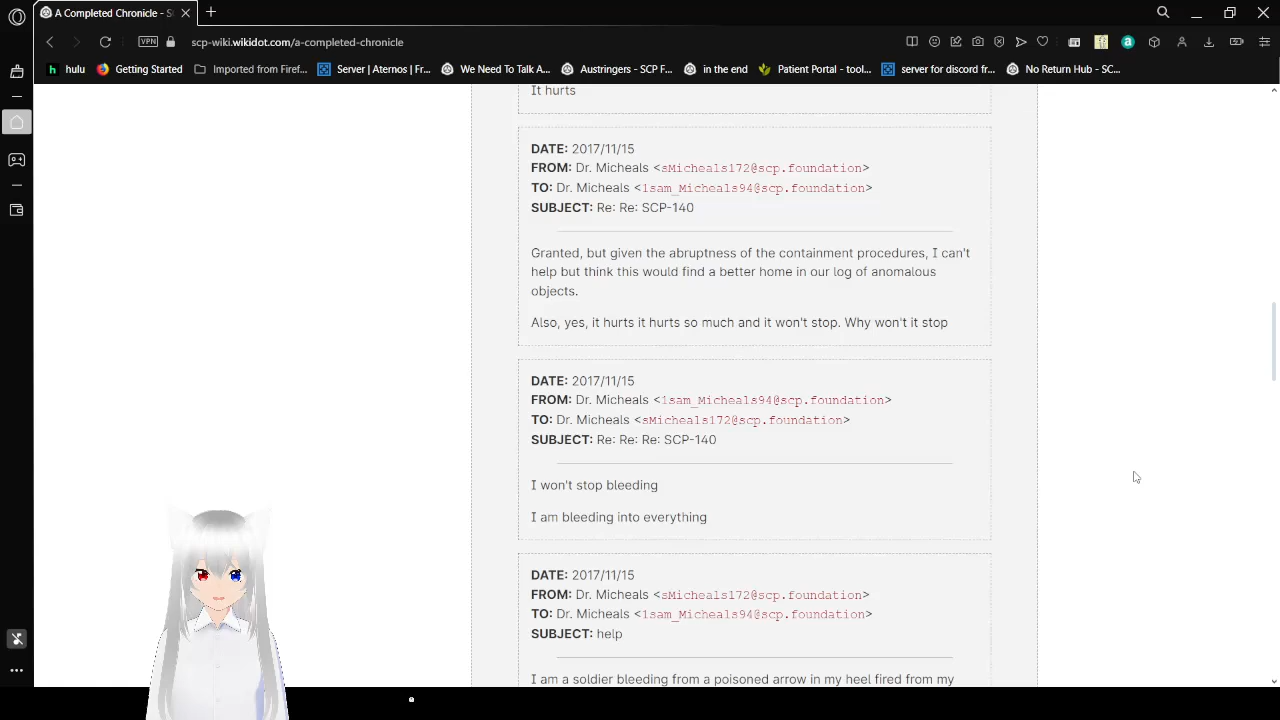 A Completed Chronicle - S
scp-wiki.wikidot.com/a-completed-chronicle
VPN
hulu
Getting Started
Imported from Firef...
Server | Aternos | Fr...
We Need To Talk A...
Austringers - SCP F...
in the end
Patient Portal - tool...
server for discord fr...
No Return Hub - SC...
It hurts
DATE: 2017/11/15
FROM: Dr. Micheals <sMicheals172@scp.foundation>
TO: Dr. Micheals <1sam_Micheals94@scp.foundation>
SUBJECT: Re: Re: SCP-140
Granted, but given the abruptness of the containment procedures, I can't
help but think this would find a better home in our log of anomalous
objects.
Also, yes, it hurts it hurts so much and it won't stop. Why won't it stop
DATE: 2017/11/15
FROM: Dr. Micheals <1sam_Micheals94@scp.foundation>
TO: Dr. Micheals <sMicheals172@scp.foundation>
SUBJECT: Re: Re: Re: SCP-140
I won't stop bleeding
I am bleeding into everything
DATE: 2017/11/15
FROM: Dr. Micheals <sMicheals172@scp.foundation>
TO: Dr. Micheals <1sam_Micheals94@scp.foundation>
SUBJECT: help
I am a soldier bleeding from a poisoned arrow in my heel fired from my